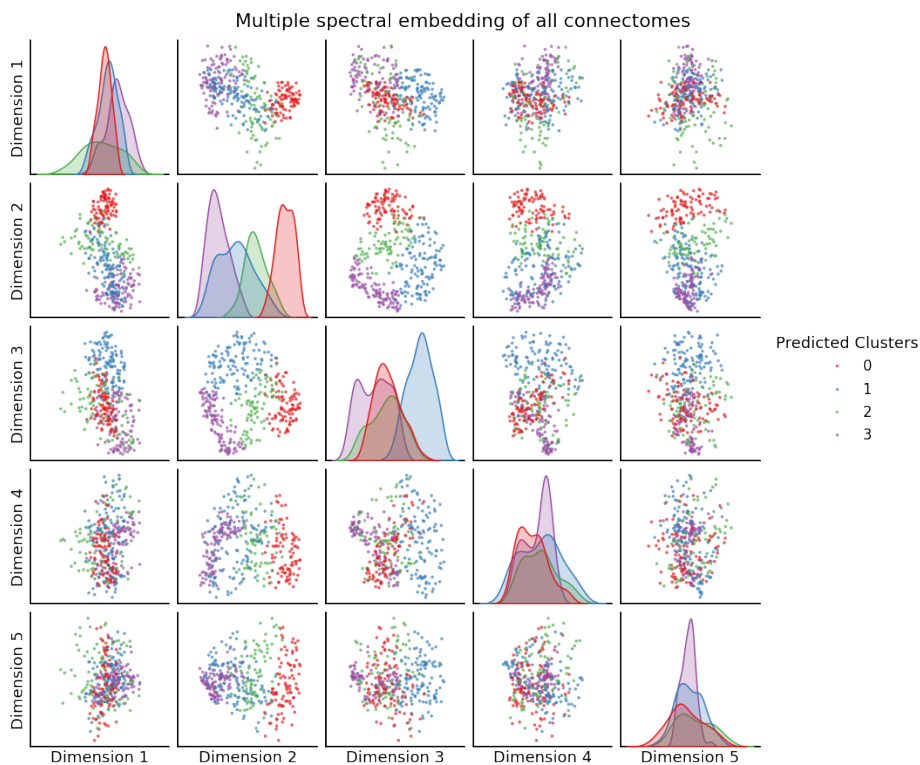 Multiple spectral embedding of all connectomes
Dimension 1
Dimension 2
Dimension 3
Dimension 4
Dimension 5
Predicted Clusters
0
1
2
3
Dimension 1
Dimension 2
Dimension 3
Dimension 4
Dimension 5